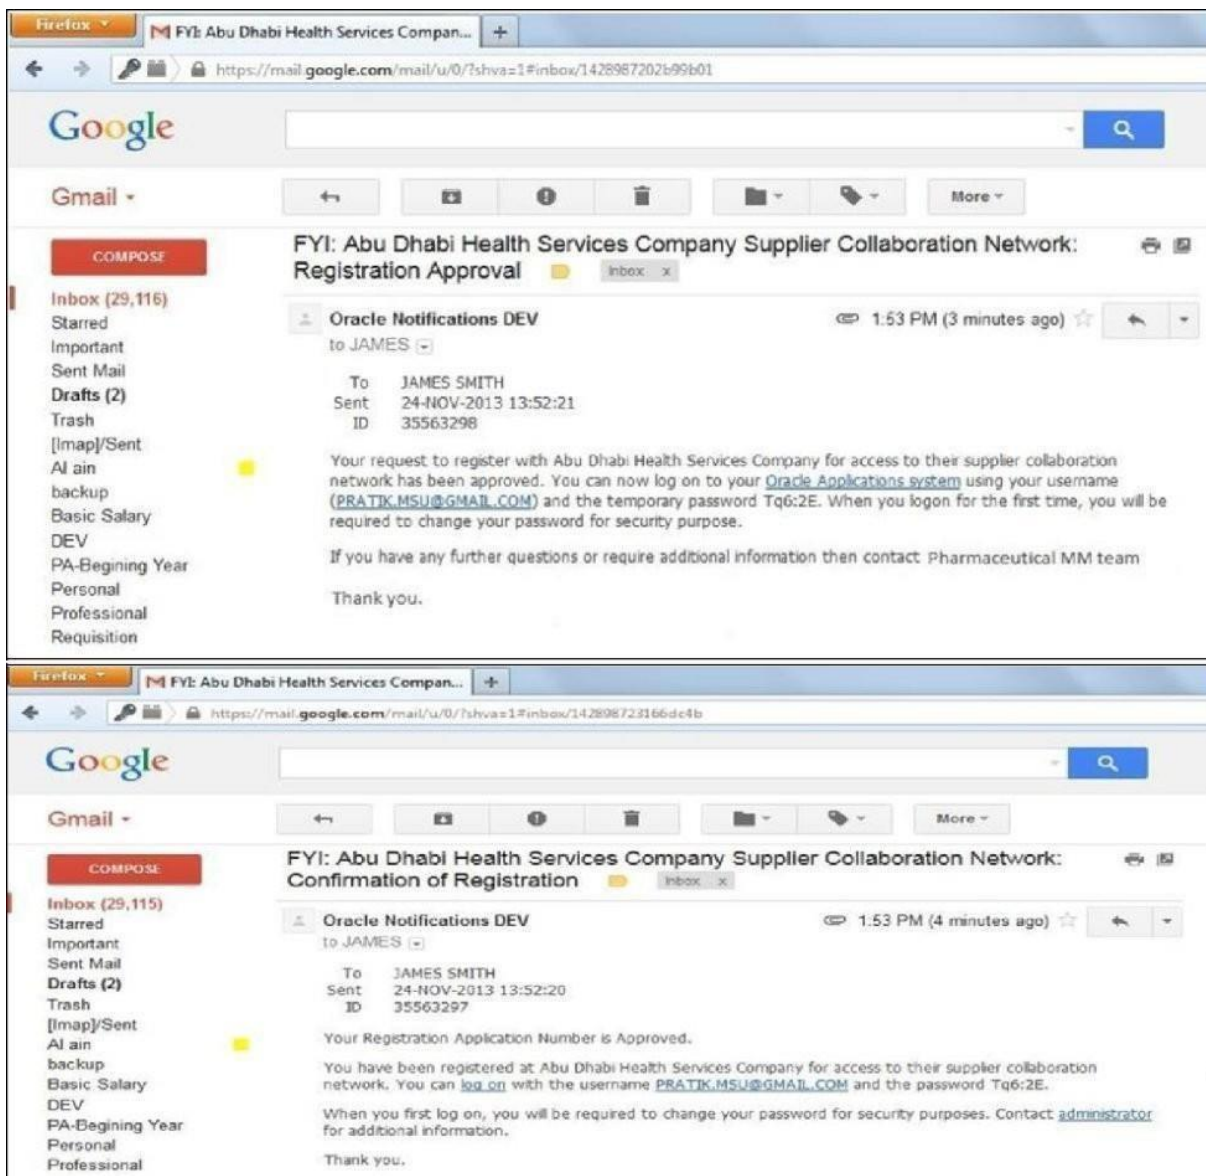 Firefox
FYI: Abu Dhabi Health Services Compan...
https://mail.google.com/mail/u/0/?shva=1#inbox/1428987202b99b01
Google
Gmail
More
COMPOSE
FYI: Abu Dhabi Health Services Company Supplier Collaboration Network:
Registration Approval Inbox x
Inbox (29,116)
Starred
Important
Sent Mail
Drafts (2)
Trash
[Imap]/Sent
Al ain
backup
Basic Salary
DEV
PA-Begining Year
Personal
Professional
Requisition
Oracle Notifications DEV 1:53 PM (3 minutes ago)
to JAMES
To JAMES SMITH
Sent 24-NOV-2013 13:52:21
ID 35563298
Your request to register with Abu Dhabi Health Services Company for access to their supplier collaboration
network has been approved. You can now log on to your Oracle Applications system using your username
(PRATIK.MSU@GMAIL.COM) and the temporary password Tq6:2E. When you logon for the first time, you will be
required to change your password for security purpose.
If you have any further questions or require additional information then contact Pharmaceutical MM team
Thank you.
Firefox
FYI: Abu Dhabi Health Services Compan...
https://mail.google.com/mail/u/0/?shva=1#inbox/142898723166dc4b
Google
Gmail
More
COMPOSE
FYI: Abu Dhabi Health Services Company Supplier Collaboration Network:
Confirmation of Registration Inbox x
Inbox (29,115)
Starred
Important
Sent Mail
Drafts (2)
Trash
[Imap]/Sent
Al ain
backup
Basic Salary
DEV
PA-Begining Year
Personal
Professional
Oracle Notifications DEV 1:53 PM (4 minutes ago)
to JAMES
To JAMES SMITH
Sent 24-NOV-2013 13:52:20
ID 35563297
Your Registration Application Number is Approved.
You have been registered at Abu Dhabi Health Services Company for access to their supplier collaboration
network. You can log on with the username PRATIK.MSU@GMAIL.COM and the password Tq6:2E.
When you first log on, you will be required to change your password for security purposes. Contact administrator
for additional information.
Thank you.